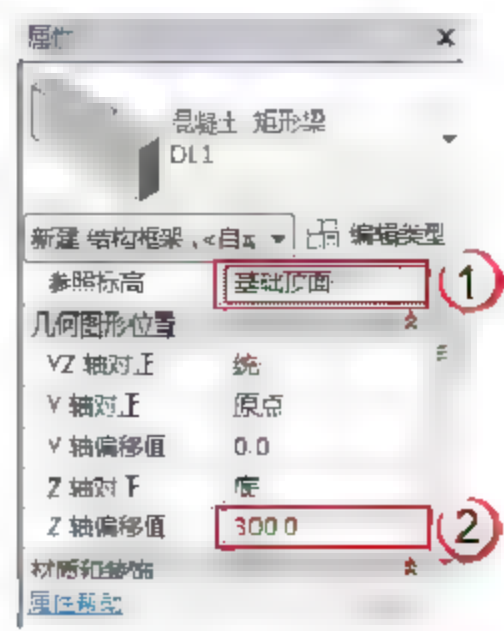 属性
混凝土 矩形梁
DL1
新建 结构框架 编辑类型
参照标高 基础顶面 1
几何图形位置
YZ 轴对正 统一
Y 轴对正 原点
Y 轴偏移值 0.0
Z 轴对正
Z 轴偏移值 300.0 2
材质和装饰
属性帮助